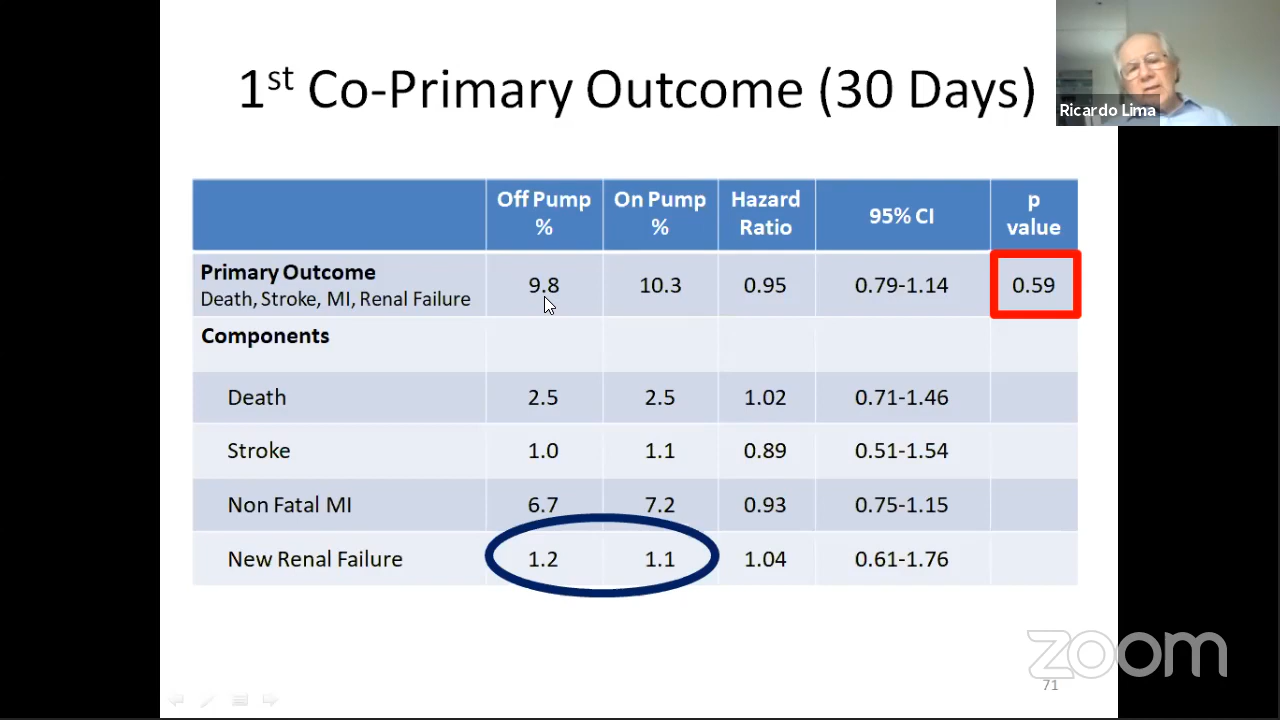 1st Co-Primary Outcome (30 Days)
Ricardo Lima
Off Pump % On Pump % Hazard Ratio 95% CI p value
Primary Outcome
Death, Stroke, MI, Renal Failure 9.8 10.3 0.95 0.79-1.14 0.59
Components
Death 2.5 2.5 1.02 0.71-1.46
Stroke 1.0 1.1 0.89 0.51-1.54
Non Fatal MI 6.7 7.2 0.93 0.75-1.15
New Renal Failure 1.2 1.1 1.04 0.61-1.76
zoom
71